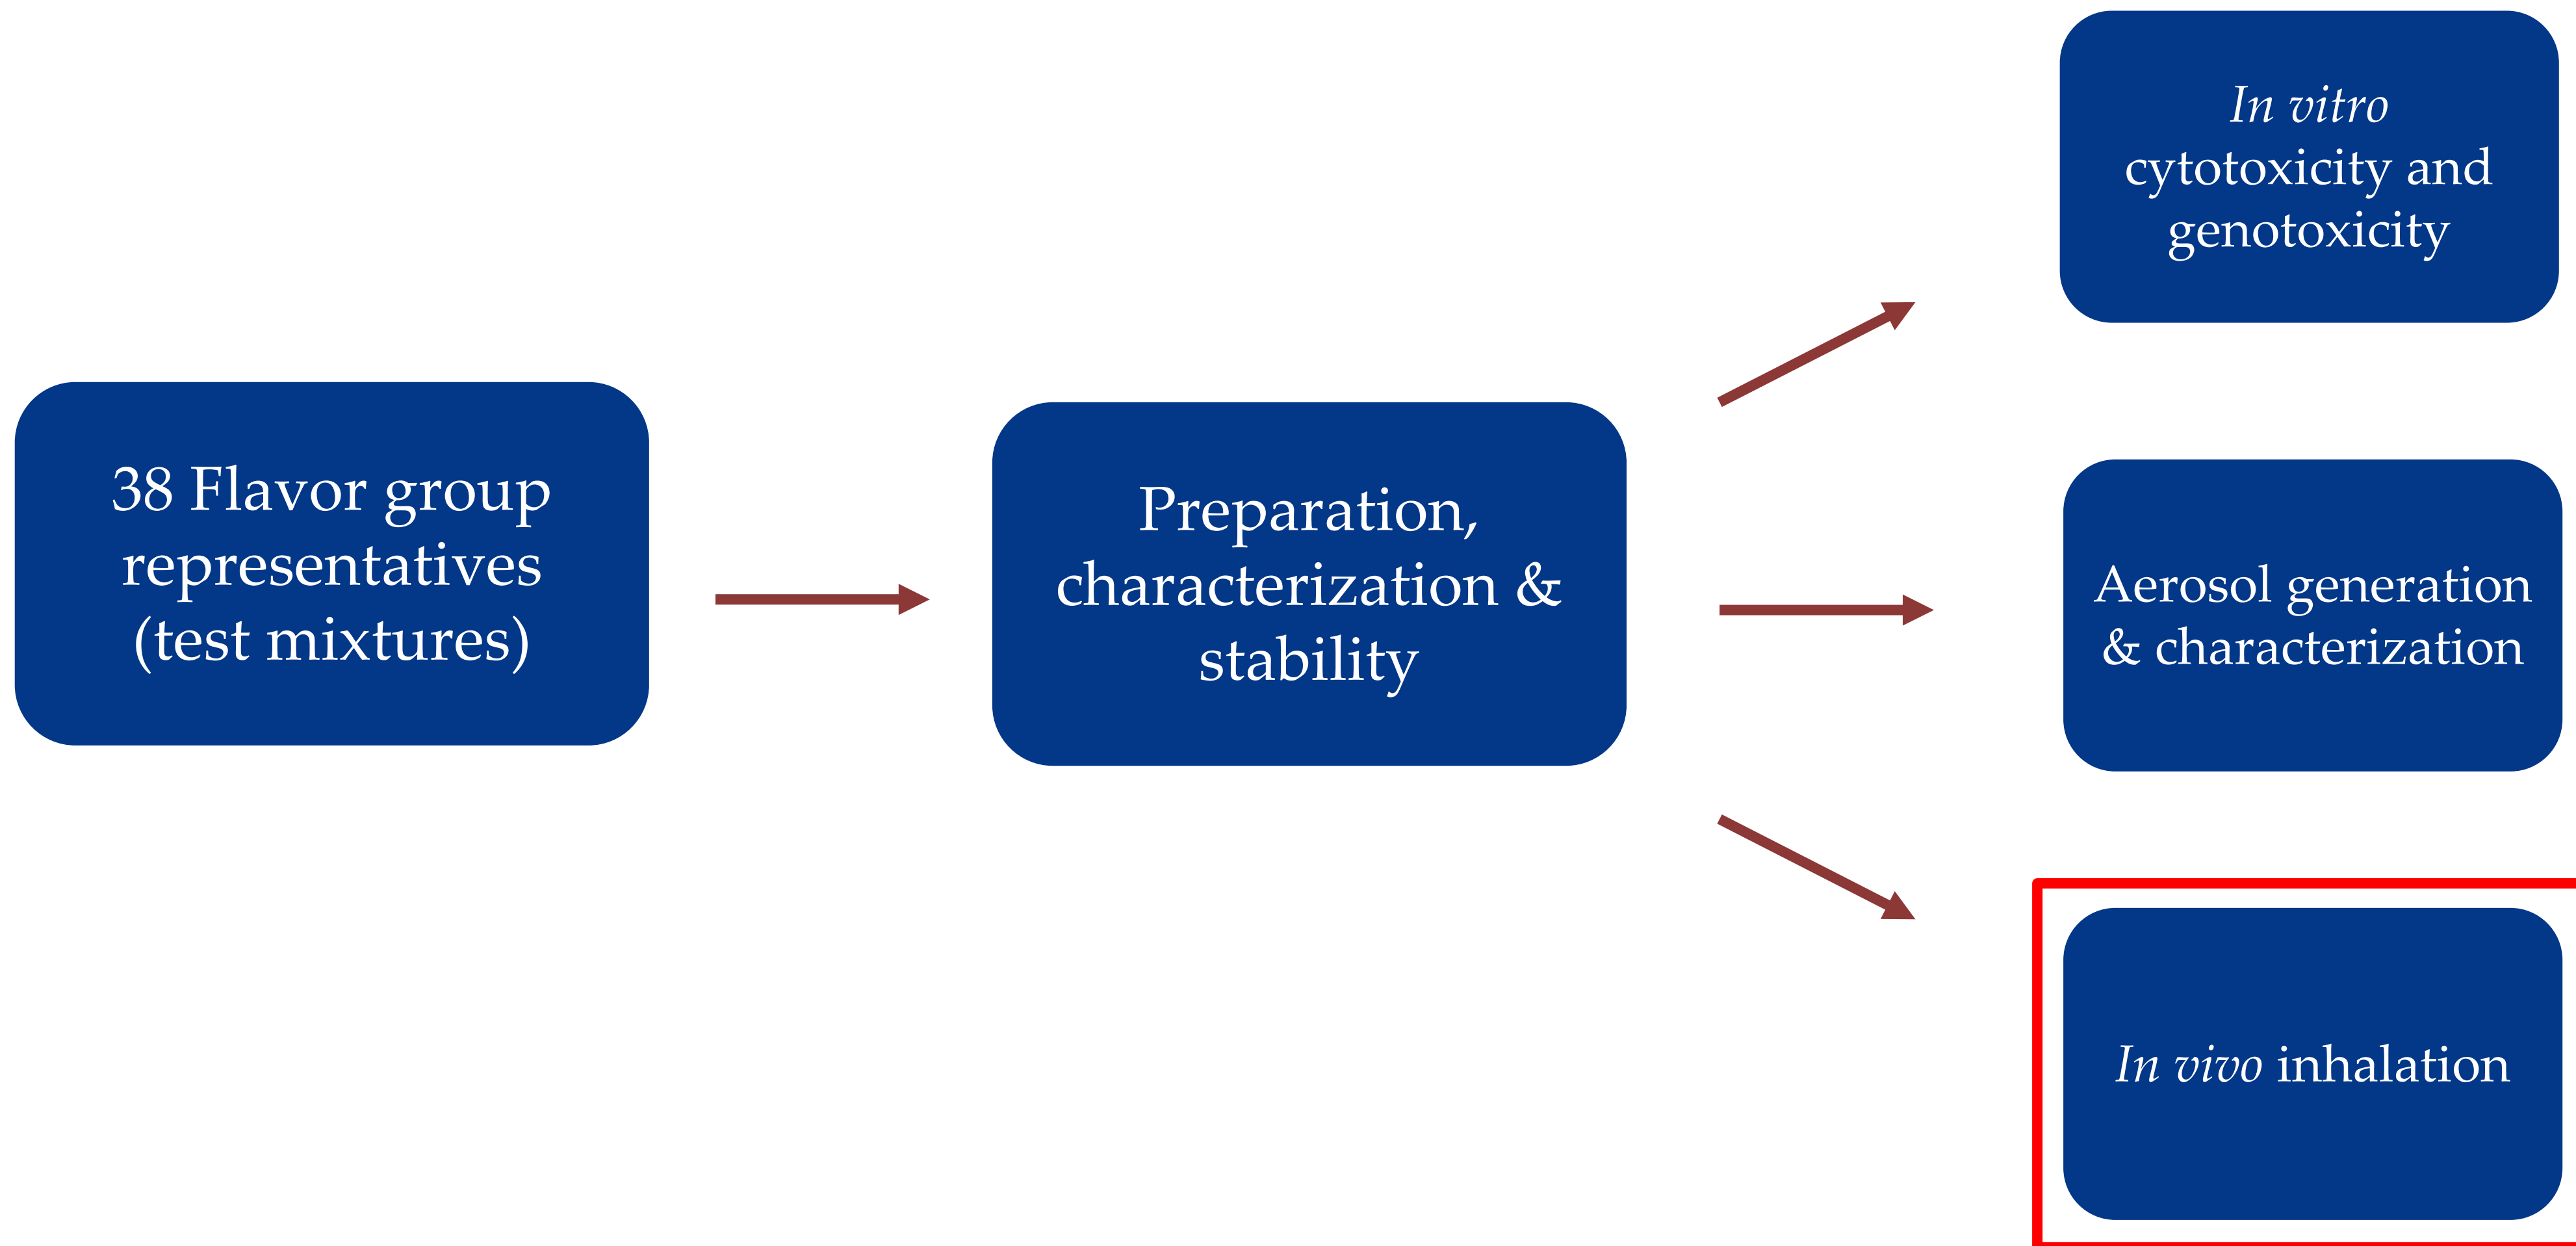 38 Flavor group
representatives
(test mixtures)
Preparation,
characterization &
stability
In vitro
cytotoxicity and
genotoxicity
Aerosol generation
& characterization
In vivo inhalation